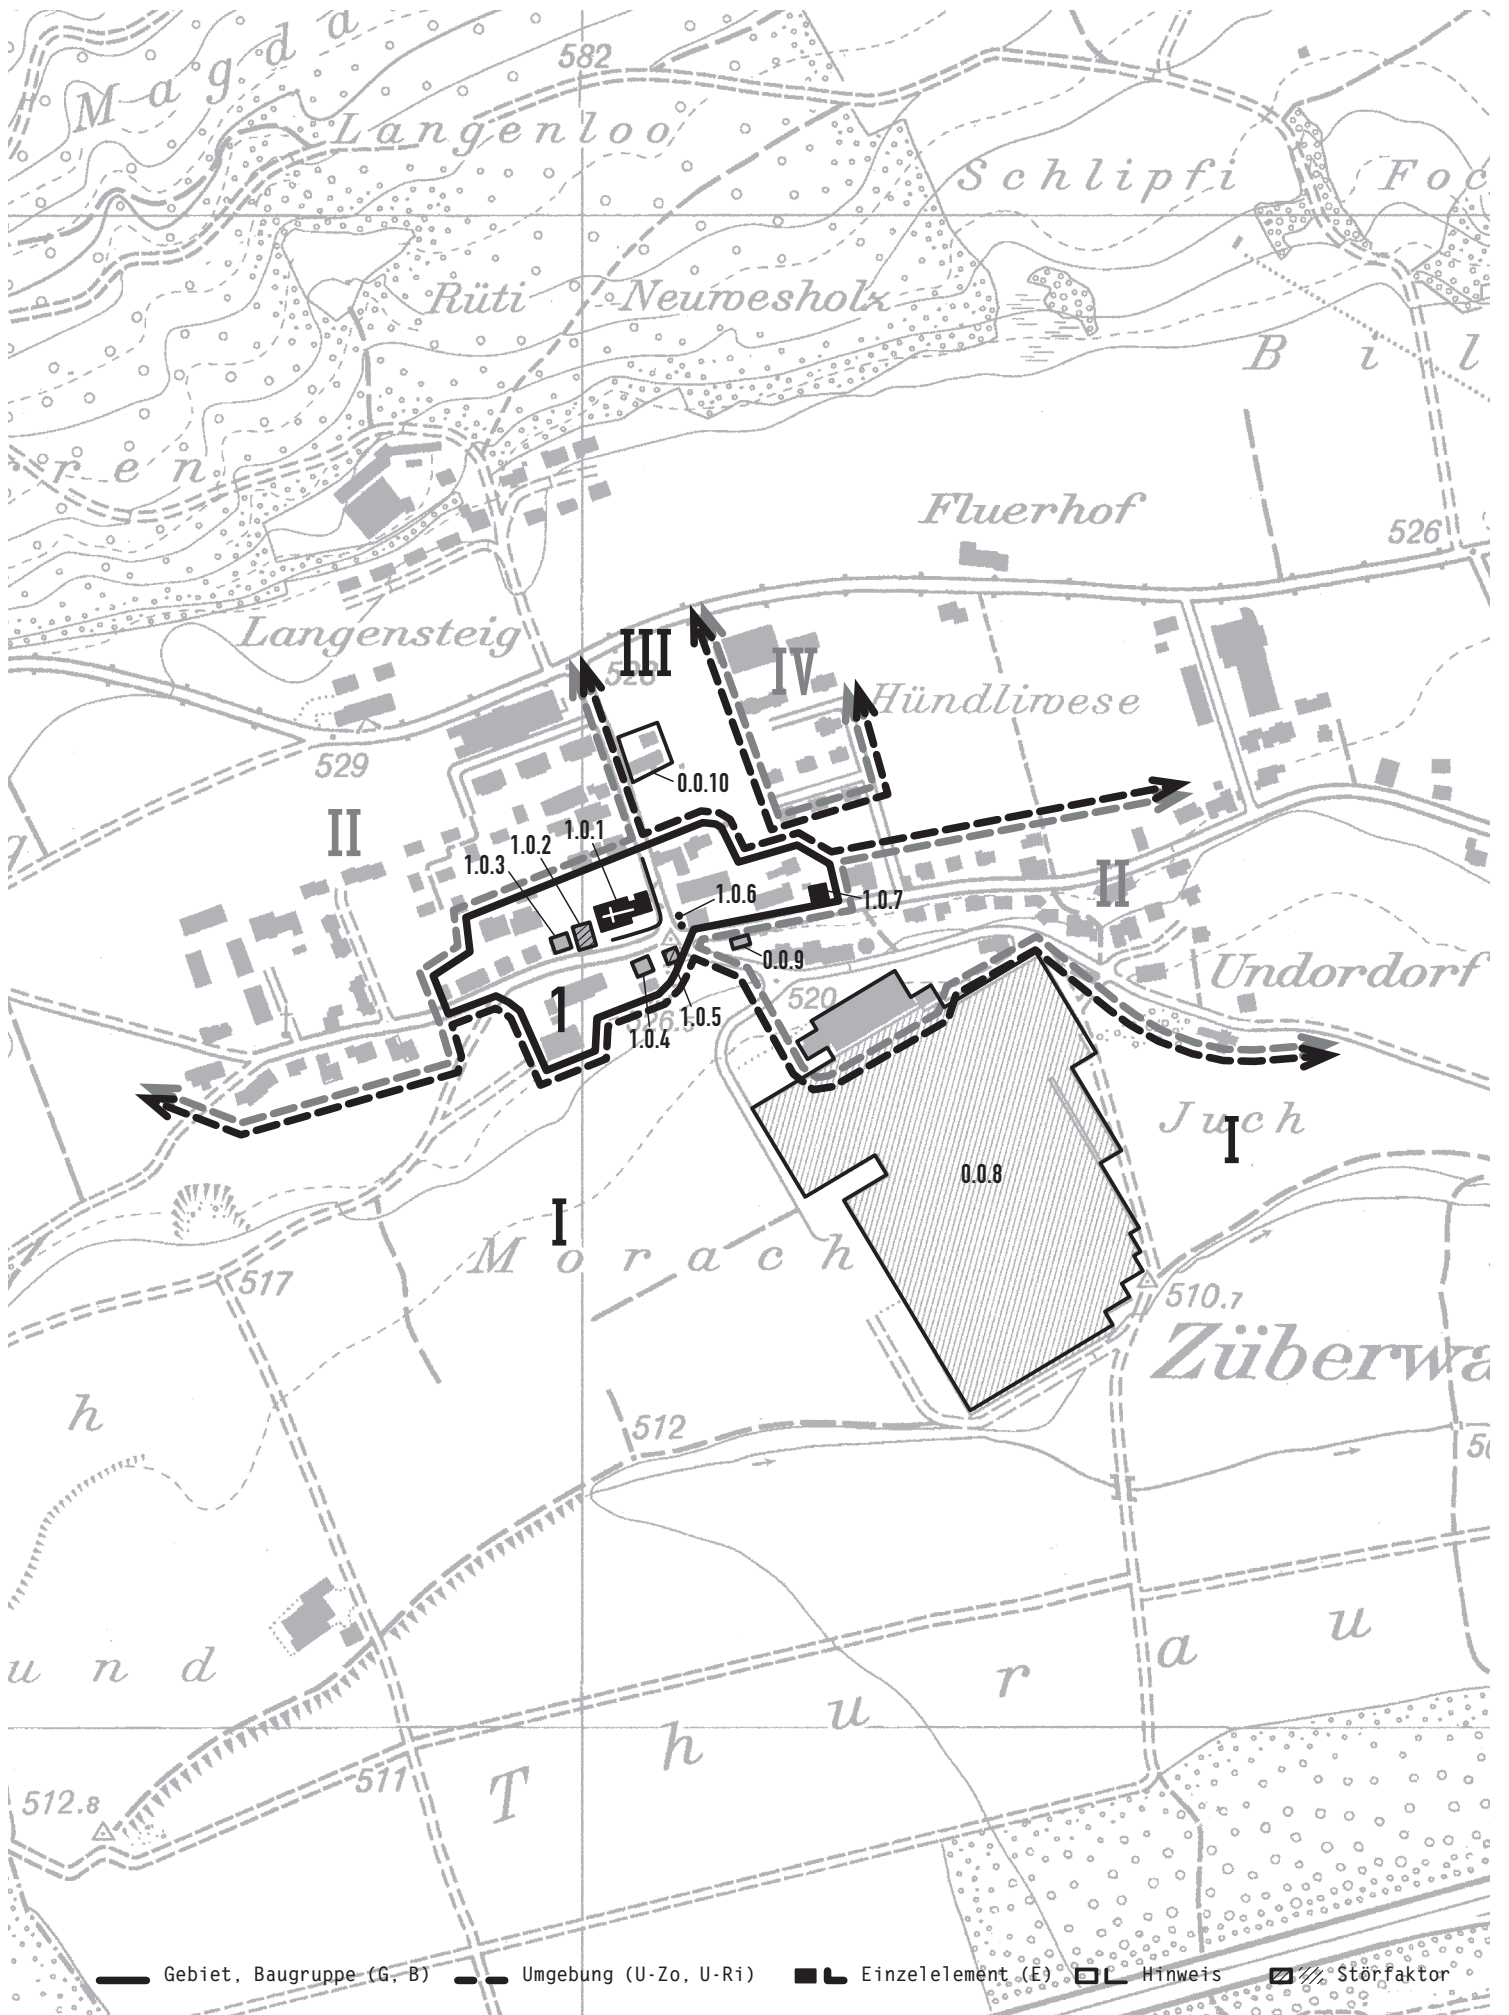 Magda
582
Langenloo
Schlipfi
Foc
Rüti
Neuwesholz
B i l
r r e n
Fluerhof
526
Langensteig
III
528
IV
Hündliwese
529
0.0.10
II
1.0.1
1.0.2
1.0.3
1.0.6
1.0.7
II
0.0.9
Undordorf
520
1
1.0.5
1.0.4
Juch
I
0.0.8
I
Morach
517
510.7
Züberwa
h
512
u n d
T h u r a u
511
512.8
Gebiet, Baugruppe (G, B)
Umgebung (U-Zo, U-Ri)
Einzelelement (E)
Hinweis
Störfaktor